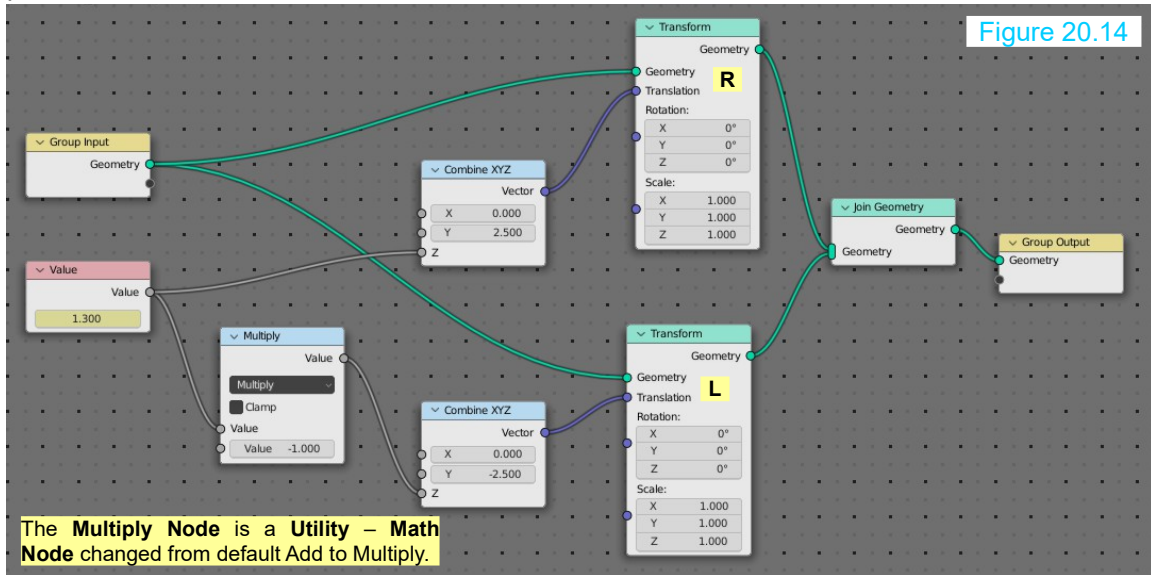 Figure 20.14
Transform
Geometry
Geometry
R
Translation
Rotation:
X 0°
Y 0°
Z 0°
Scale:
X 1.000
Y 1.000
Z 1.000
Group Input
Geometry
Combine XYZ
Vector
X 0.000
Y 2.500
Z
Join Geometry
Geometry
Geometry
Group Output
Geometry
Value
Value
1.300
Multiply
Value
Multiply
Clamp
Value
Value -1.000
Combine XYZ
Vector
X 0.000
Y -2.500
Z
Transform
Geometry
Geometry
L
Translation
Rotation:
X 0°
Y 0°
Z 0°
Scale:
X 1.000
Y 1.000
Z 1.000
The Multiply Node is a Utility – Math
Node changed from default Add to Multiply.